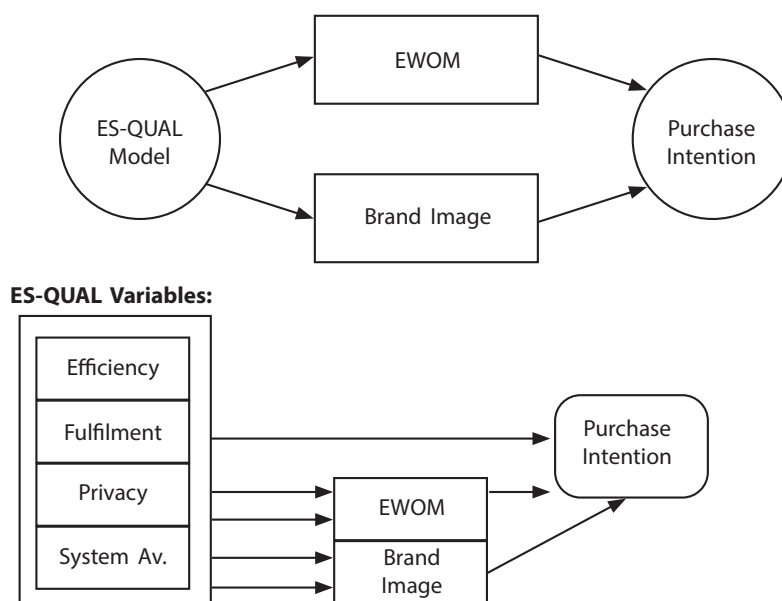 EWOM
ES-QUAL
Model
Purchase
Intention
Brand Image
ES-QUAL Variables:
Efficiency
Fulfilment
Privacy
System Av.
EWOM
Brand
Image
Purchase
Intention